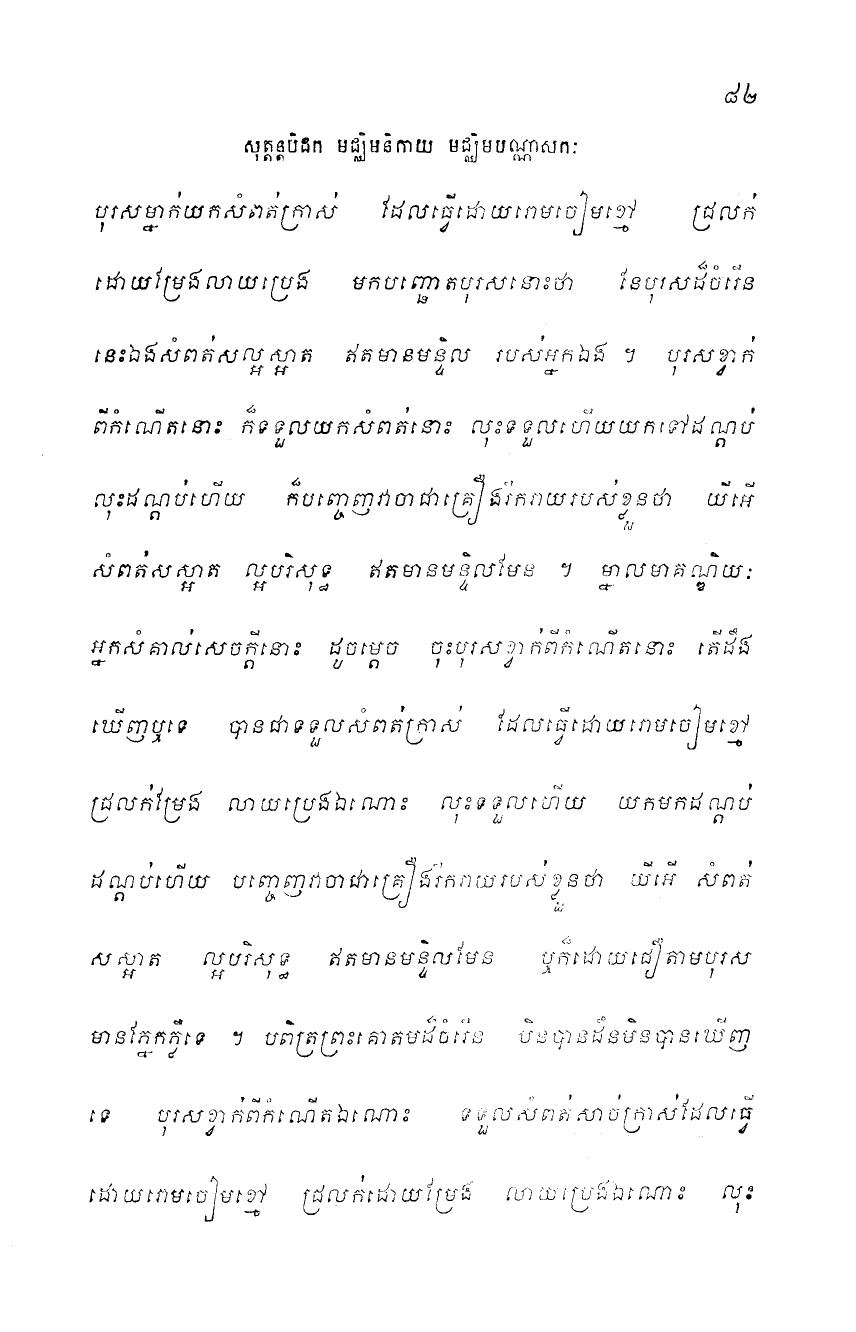 ៨២
សុត្តន្តបិដក មជ្ឈិមនិកាយ មជ្ឈិមបណ្ណាសកៈ
បុរសម្នាក់យកសំពត់ក្រាស់ ដែលធ្វើដោយរោមចៀមខ្មៅ ជ្រលក់
ដោយម្រែងលាយប្រេង មកបញ្ឆោតបុរសនោះថា នែបុរសដ៏ចំរើន
នេះឯងសំពត់សល្អស្អាត ឥតមានមន្ទិល របស់អ្នកឯង ។ បុរសខ្វាក់
ពីកំណើតនោះ ក៏ទទួលយកសំពត់នោះ លុះទទួលហើយយកទៅដណ្តប់
លុះដណ្តប់ហើយ ក៏បញ្ចេញវាចាជាគ្រឿងរីករាយរបស់ខ្លួនថា យីអើ
សំពត់សស្អាត ល្អបរិសុទ្ធ ឥតមានមន្ទិលមែន ។ ម្នាលមាគណ្ឌិយៈ
អ្នកសំគាល់សេចក្តីនោះ ដូចម្តេច ចុះបុរសខ្វាក់ពីកំណើតនោះ តើដឹង
ឃើញឬទេ បានជាទទួលសំពត់ក្រាស់ ដែលធ្វើដោយរោមចៀមខ្មៅ
ជ្រលក់ម្រែង លាយប្រេងឯណោះ លុះទទួលហើយ យកមកដណ្តប់
ដណ្តប់ហើយ បញ្ចេញវាចាជាគ្រឿងរីករាយរបស់ខ្លួនថា យីអើ សំពត់
សស្អាត ល្អបរិសុទ្ធ ឥតមានមន្ទិលមែន ឬក៏ដោយជឿតាមបុរស
មានភ្នែកភ្លឺទេ ។ បពិត្រព្រះគោតមដ៏ចំរើន មិនបានដឹងមិនបានឃើញ
ទេ បុរសខ្វាក់ពីកំណើតឯណោះ ទទួលសំពត់សាច់ក្រាស់ដែលធ្វើ
ដោយរោមចៀមខ្មៅ ជ្រលក់ដោយម្រែង លាយប្រេងឯណោះ លុះ